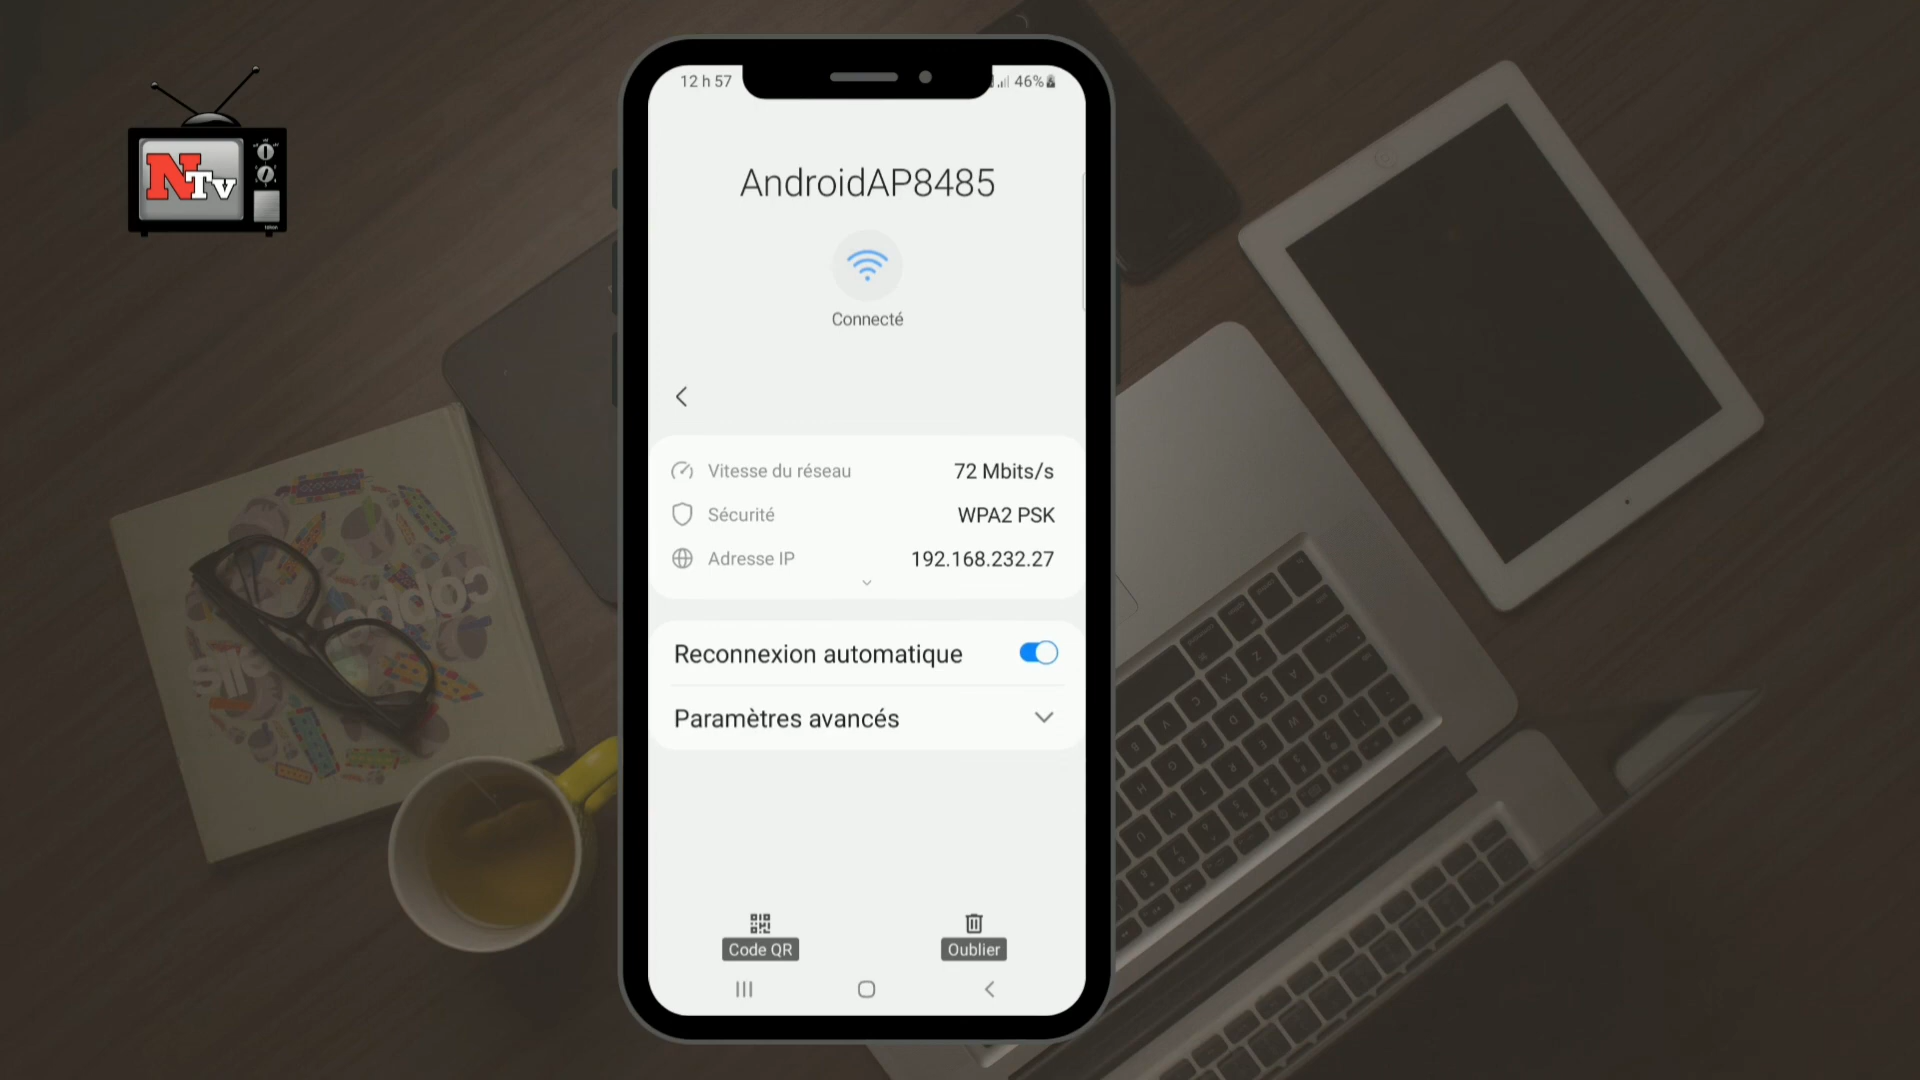 NTv
12 h 57
46%
AndroidAP8485
Connecté
Vitesse du réseau 72 Mbits/s
Sécurité WPA2 PSK
Adresse IP 192.168.232.27
Reconnexion automatique
Paramètres avancés
Code QR
Oublier